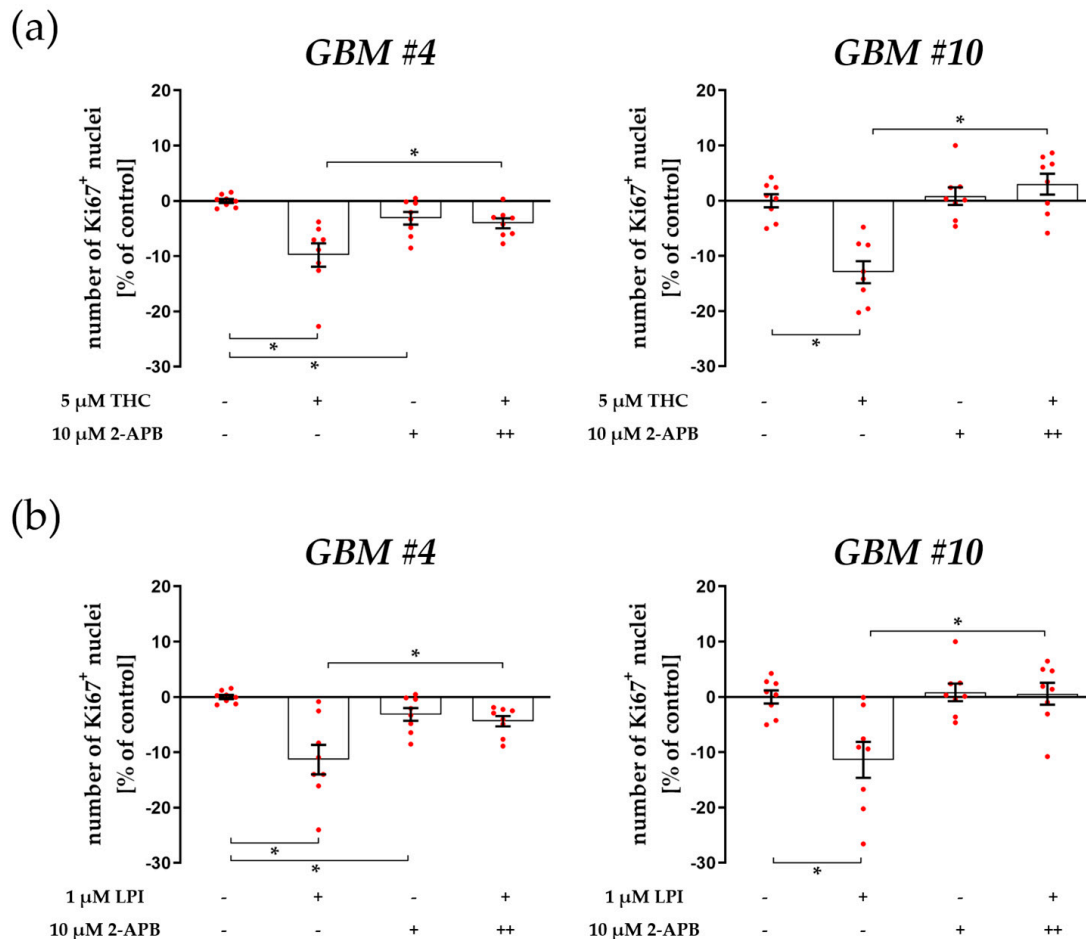 (a)
GBM #4
GBM #10
number of Ki67+ nuclei
[% of control]
20
10
0
-10
-20
-30
*
*
*
number of Ki67+ nuclei
[% of control]
20
10
0
-10
-20
-30
*
*
5 µM THC - + - +
10 µM 2-APB - - + ++
5 µM THC - + - +
10 µM 2-APB - - + ++
(b)
GBM #4
GBM #10
number of Ki67+ nuclei
[% of control]
20
10
0
-10
-20
-30
*
*
*
number of Ki67+ nuclei
[% of control]
20
10
0
-10
-20
-30
*
*
1 µM LPI - + - +
10 µM 2-APB - - + ++
1 µM LPI - + - +
10 µM 2-APB - - + ++